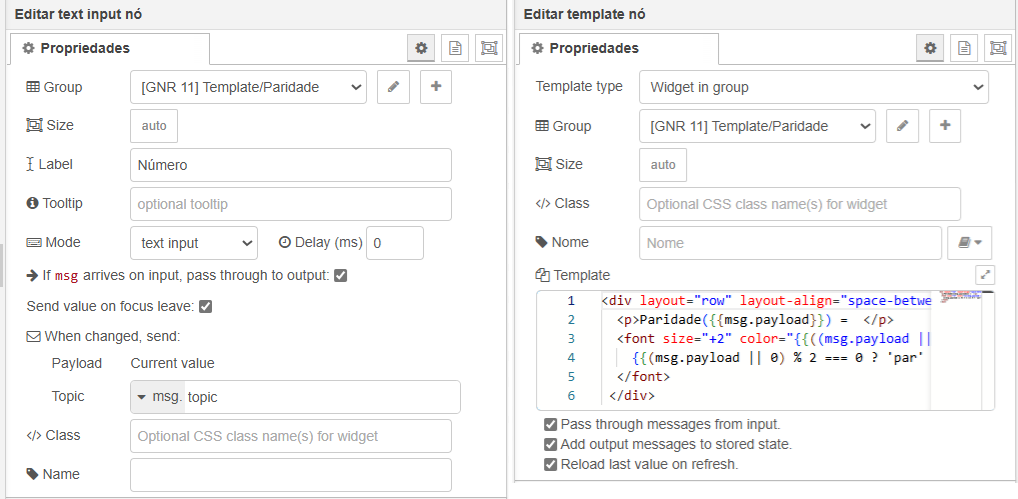 Editar text input nó
Propriedades
Group [GNR 11] Template/Paridade
Size auto
Label Número
Tooltip optional tooltip
Mode text input Delay (ms) 0
If msg arrives on input, pass through to output:
Send value on focus leave:
When changed, send:
Payload Current value
Topic msg. topic
</> Class Optional CSS class name(s) for widget
Name
Editar template nó
Propriedades
Template type Widget in group
Group [GNR 11] Template/Paridade
Size auto
</> Class Optional CSS class name(s) for widget
Nome Nome
Template
1 <div layout="row" layout-align="space-betwe
2 <p>Paridade({{msg.payload}}) = </p>
3 <font size="+2" color="{{((msg.payload ||
4 {{((msg.payload || 0) % 2 === 0 ? 'par'
5 </font>
6 </div>
Pass through messages from input.
Add output messages to stored state.
Reload last value on refresh.